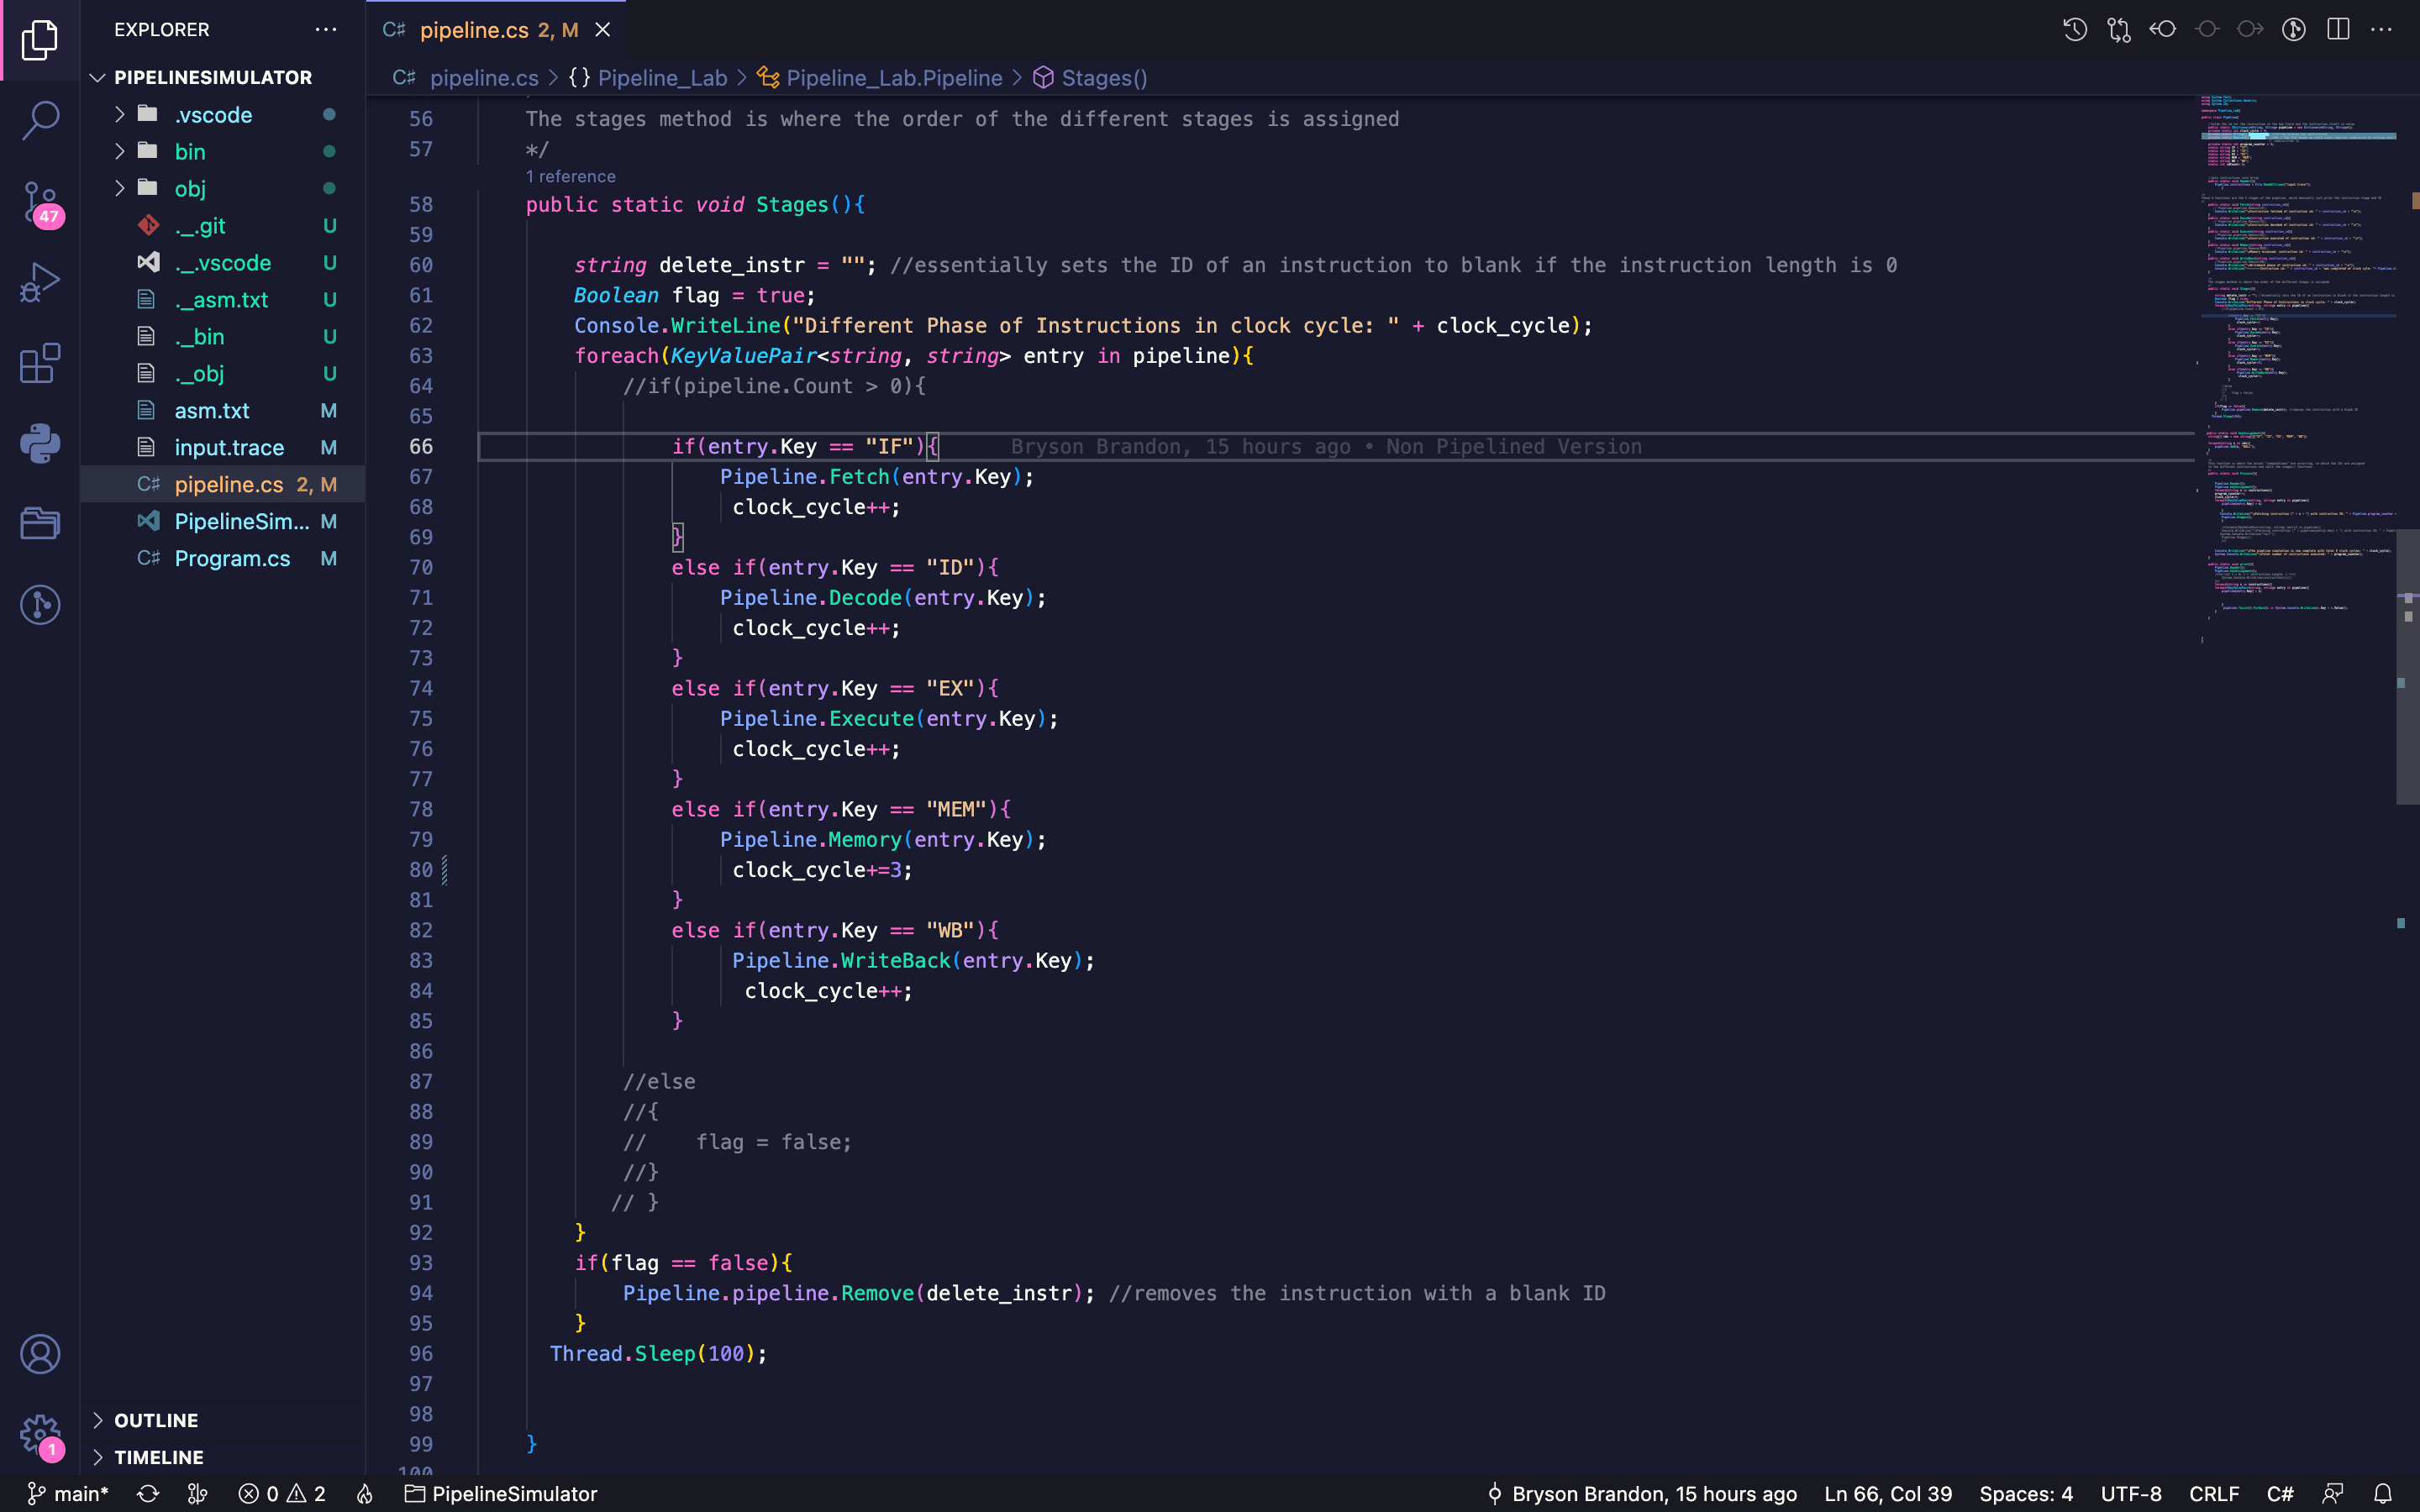 EXPLORER
PIPELINESIMULATOR
.vscode
bin
obj
._.git U
._.vscode U
._asm.txt U
._bin U
._obj U
asm.txt M
input.trace M
C# pipeline.cs 2, M
PipelineSim... M
C# Program.cs M
OUTLINE
TIMELINE
47
1
C# pipeline.cs 2, M
C# pipeline.cs > {} Pipeline_Lab > Pipeline_Lab.Pipeline > Stages()
56 The stages method is where the order of the different stages is assigned
57 */
1 reference
58 public static void Stages(){
59
60 string delete_instr = ""; //essentially sets the ID of an instruction to blank if the instruction length is 0
61 Boolean flag = true;
62 Console.WriteLine("Different Phase of Instructions in clock cycle: " + clock_cycle);
63 foreach(KeyValuePair<string, string> entry in pipeline){
64 //if(pipeline.Count > 0){
65
66 if(entry.Key == "IF"){ Bryson Brandon, 15 hours ago • Non Pipelined Version
67 Pipeline.Fetch(entry.Key);
68 clock_cycle++;
69 }
70 else if(entry.Key == "ID"){
71 Pipeline.Decode(entry.Key);
72 clock_cycle++;
73 }
74 else if(entry.Key == "EX"){
75 Pipeline.Execute(entry.Key);
76 clock_cycle++;
77 }
78 else if(entry.Key == "MEM"){
79 Pipeline.Memory(entry.Key);
80 clock_cycle+=3;
81 }
82 else if(entry.Key == "WB"){
83 Pipeline.WriteBack(entry.Key);
84 clock_cycle++;
85 }
86
87 //else
88 //{
89 // flag = false;
90 //}
91 // }
92 }
93 if(flag == false){
94 Pipeline.pipeline.Remove(delete_instr); //removes the instruction with a blank ID
95 }
96 Thread.Sleep(100);
97
98
99 }
100
main* 0 2 PipelineSimulator Bryson Brandon, 15 hours ago Ln 66, Col 39 Spaces: 4 UTF-8 CRLF C#